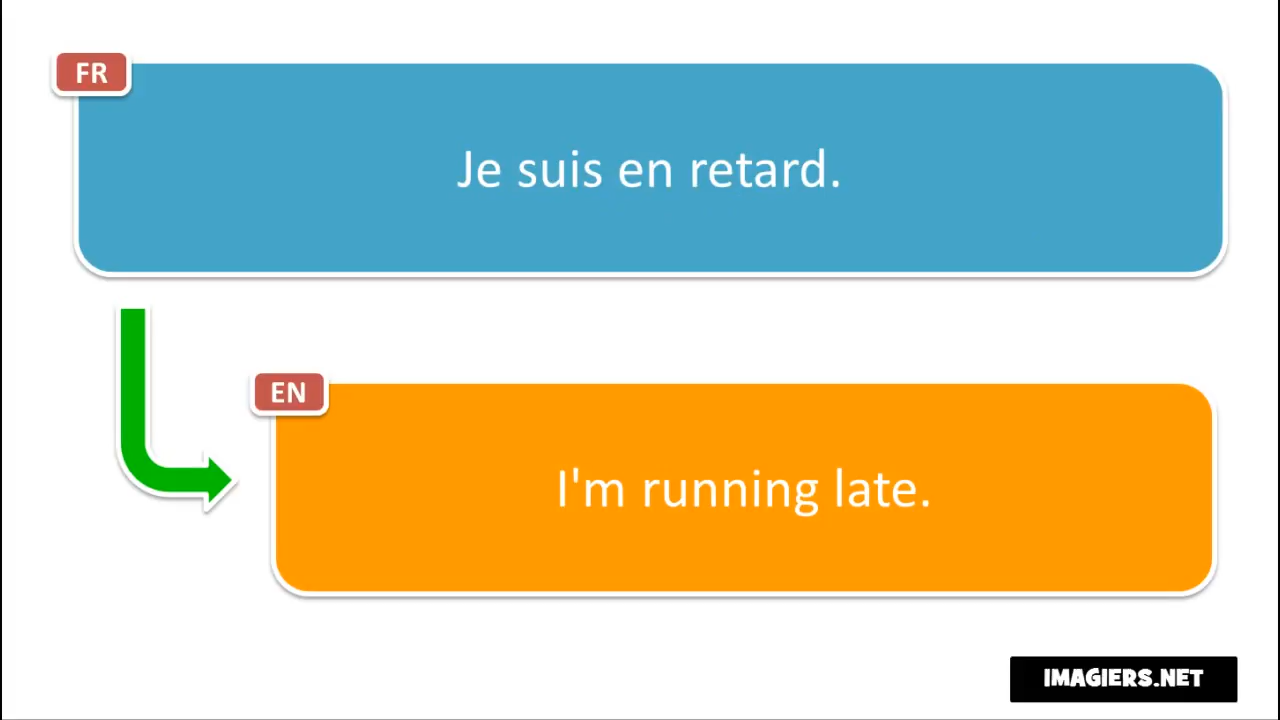 FR
Je suis en retard.
EN
I'm running late.
IMAGIERS.NET